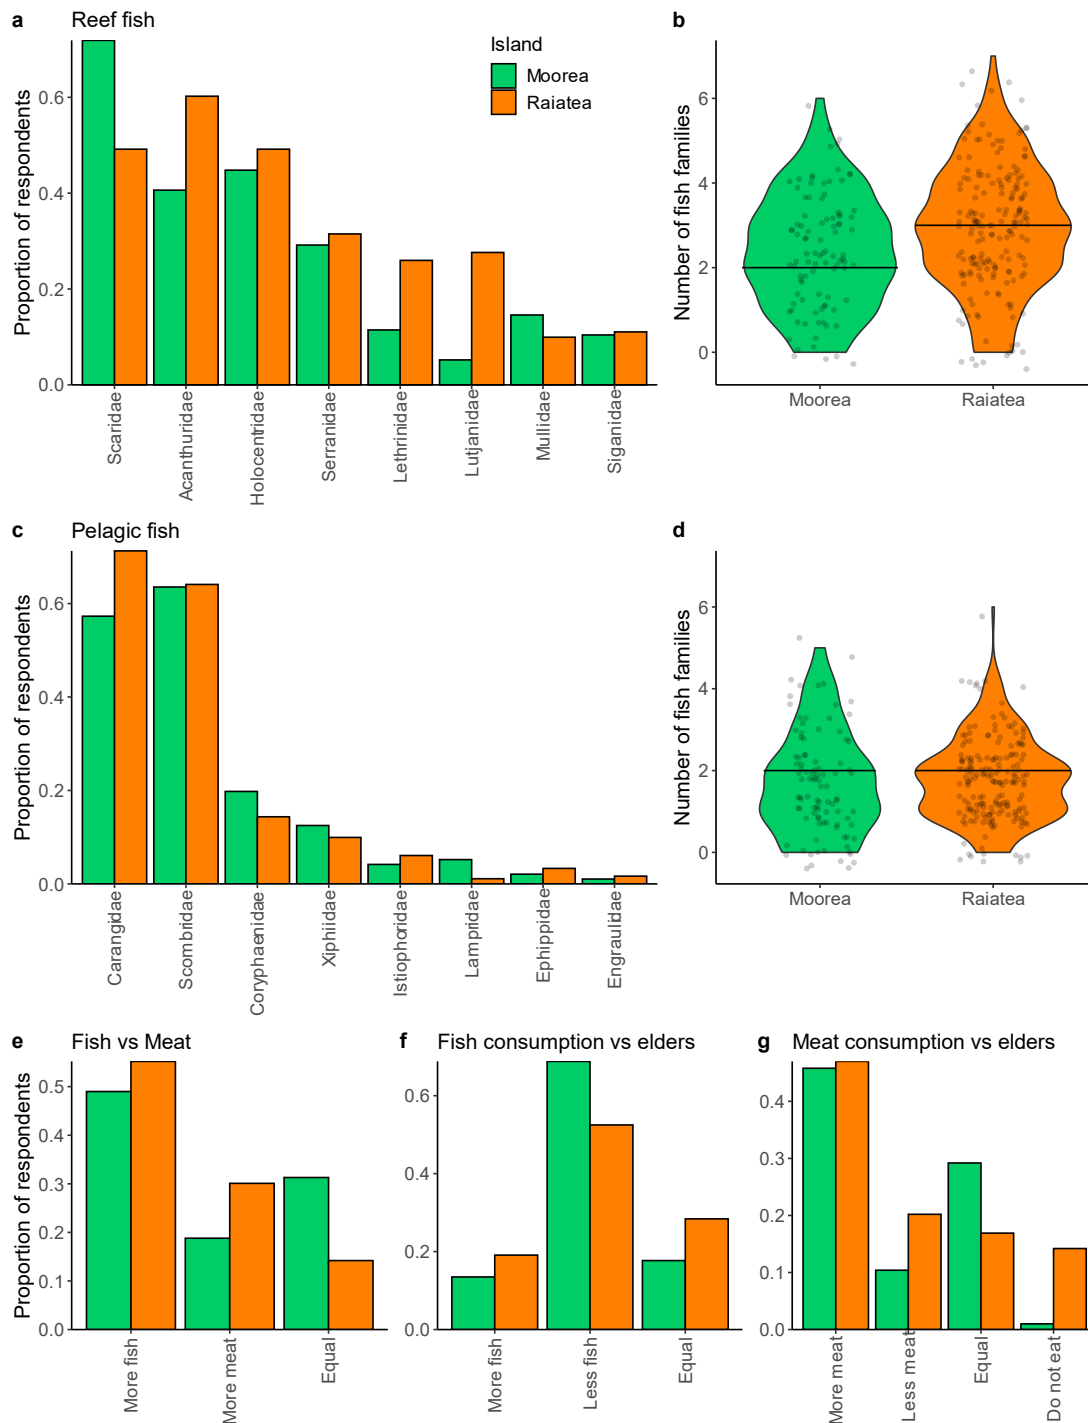 a Reef fish
Island
Moorea
Raiatea
Proportion of respondents
0.6
0.4
0.2
0.0
Scaridae
Acanthuridae
Holocentridae
Serranidae
Lethrinidae
Lutjanidae
Mullidae
Siganidae
b
Number of fish families
6
4
2
0
Moorea
Raiatea
c Pelagic fish
Proportion of respondents
0.6
0.4
0.2
0.0
Carangidae
Scombridae
Coryphaenidae
Xiphiidae
Istiophoridae
Lampridae
Ephippidae
Engraulidae
d
Number of fish families
6
4
2
0
Moorea
Raiatea
e Fish vs Meat
Proportion of respondents
0.5
0.4
0.3
0.2
0.1
0.0
More fish
More meat
Equal
f Fish consumption vs elders
0.6
0.4
0.2
0.0
More fish
Less fish
Equal
g Meat consumption vs elders
0.4
0.3
0.2
0.1
0.0
More meat
Less meat
Equal
Do not eat